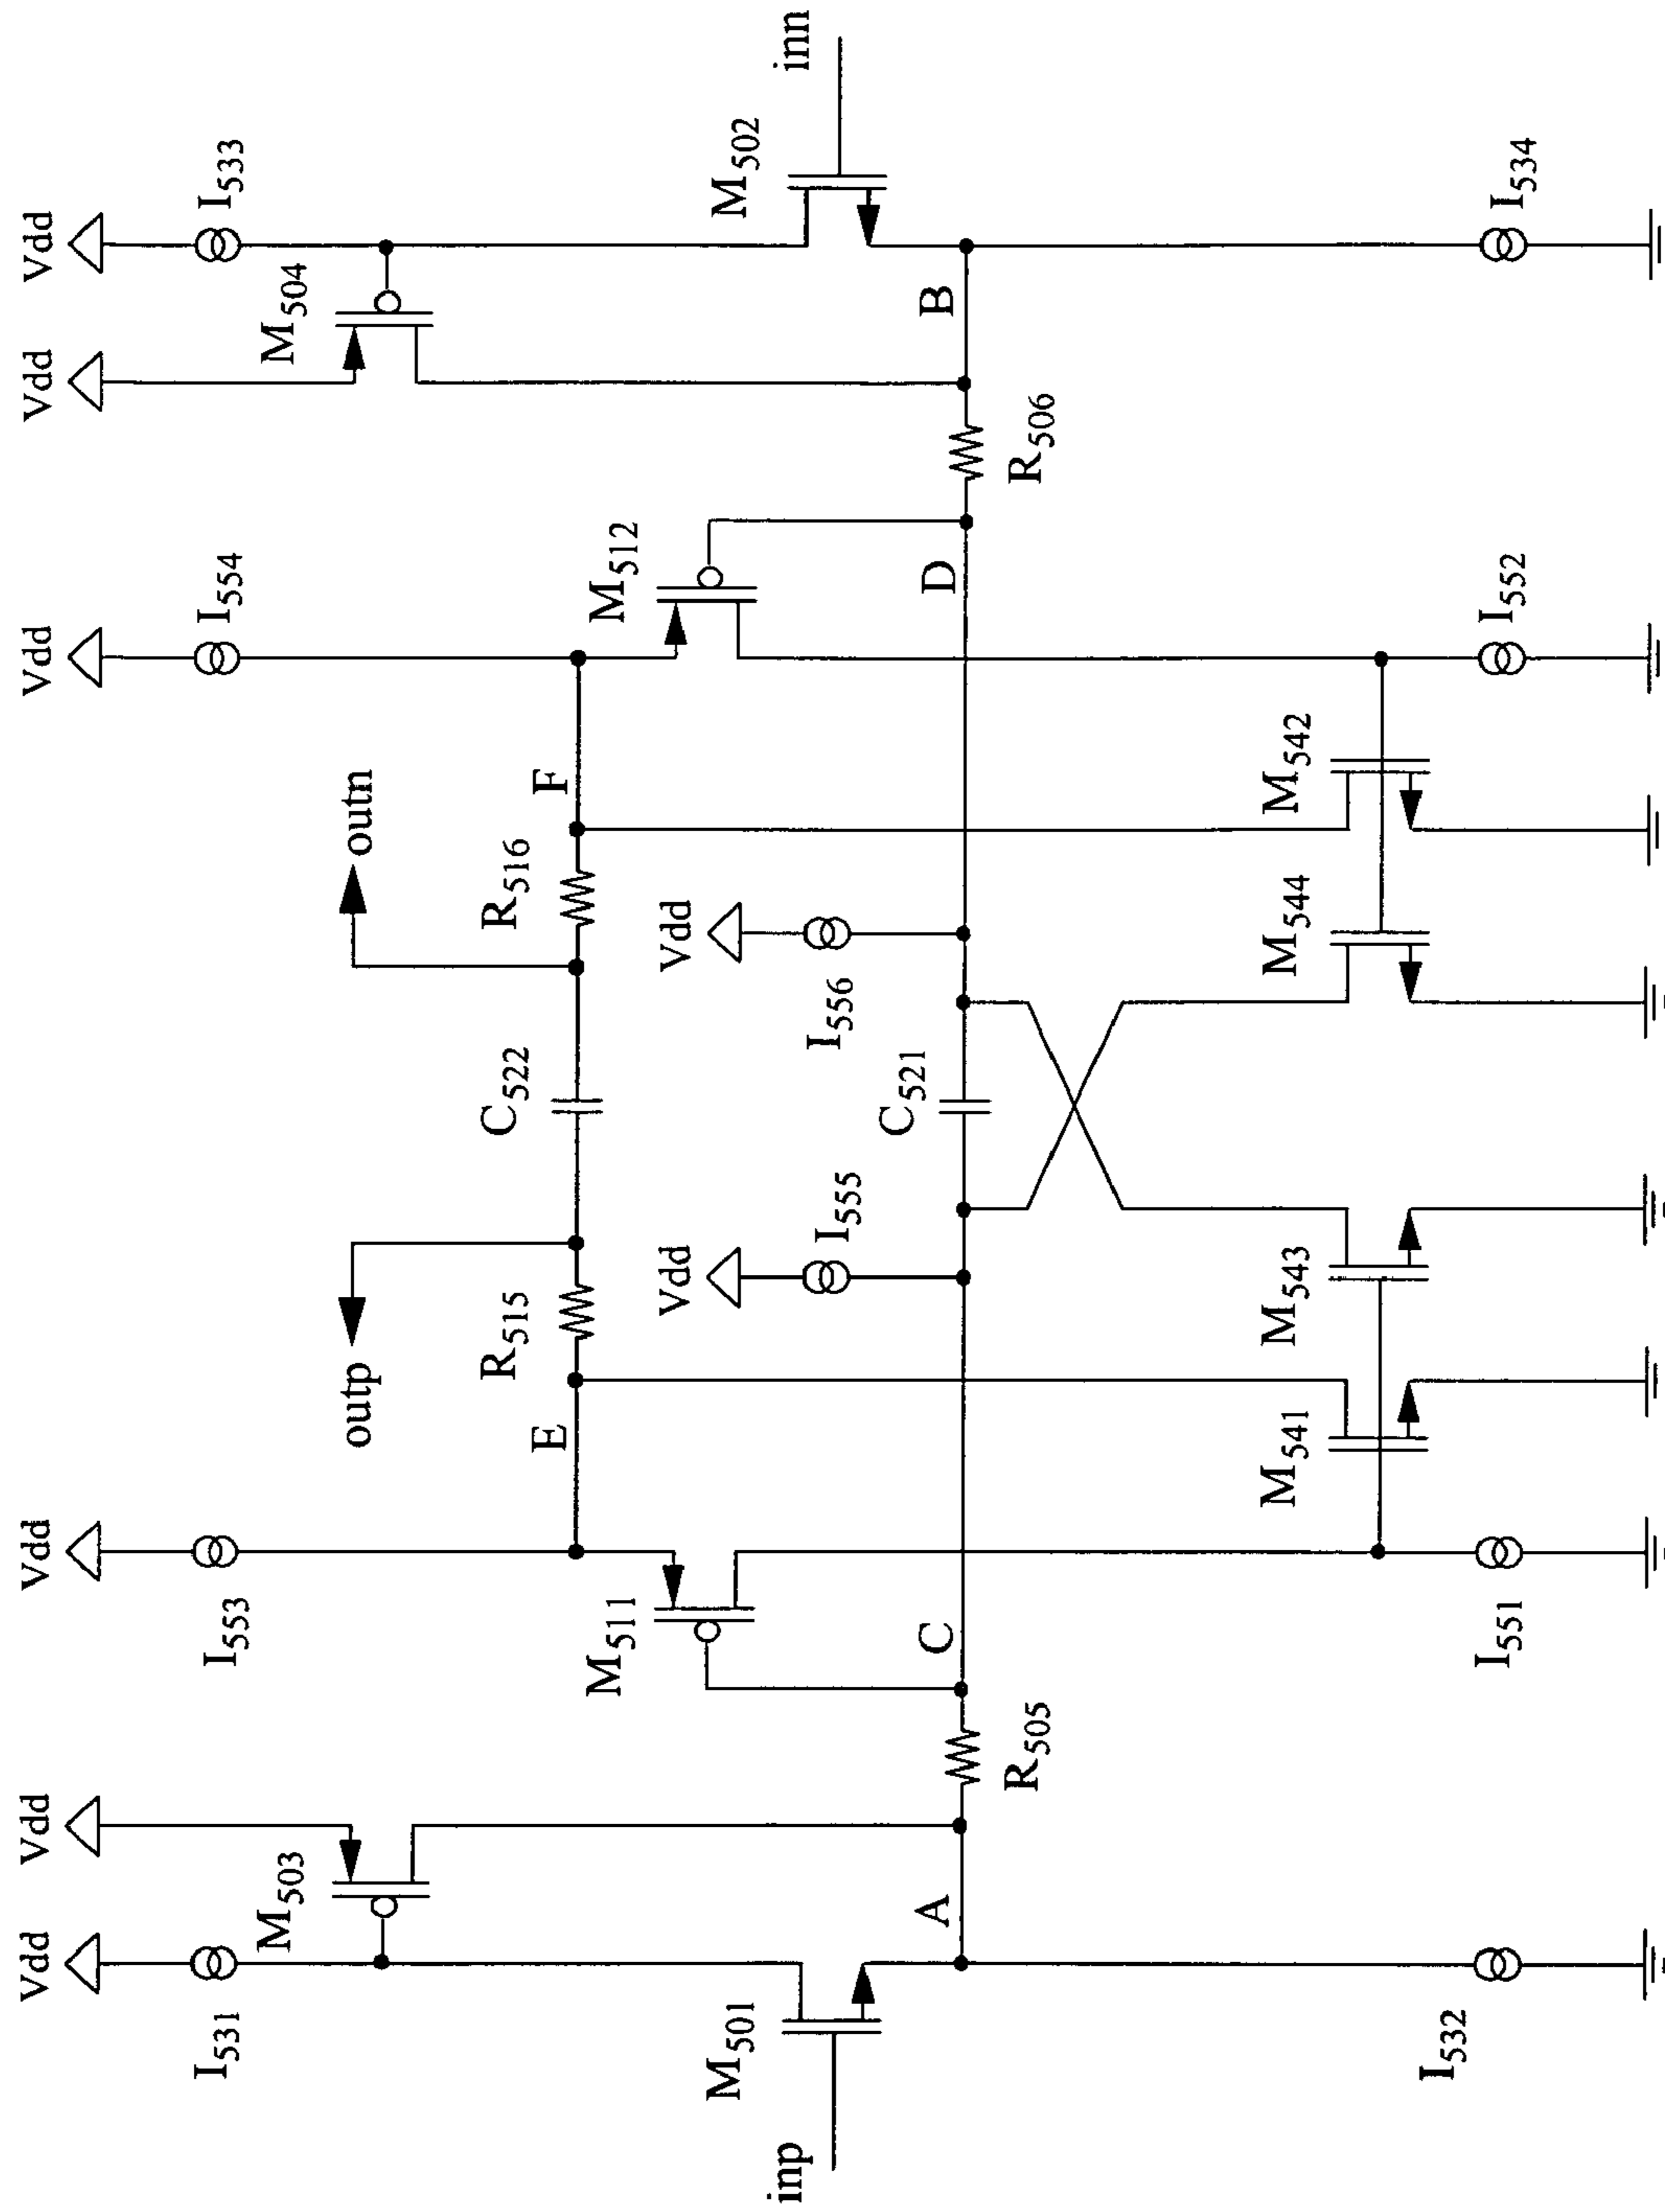 Vdd
Vdd
Vdd
Vdd
Vdd
Vdd
I533
M504
I554
M502
inn
M512
outn
F
R516
Vdd
I556
B
D
R506
C522
C521
outp
R515
Vdd
I555
E
I553
M511
C
R505
M503
I531
A
M501
inp
M542
M544
M543
M541
I534
I552
I551
I532